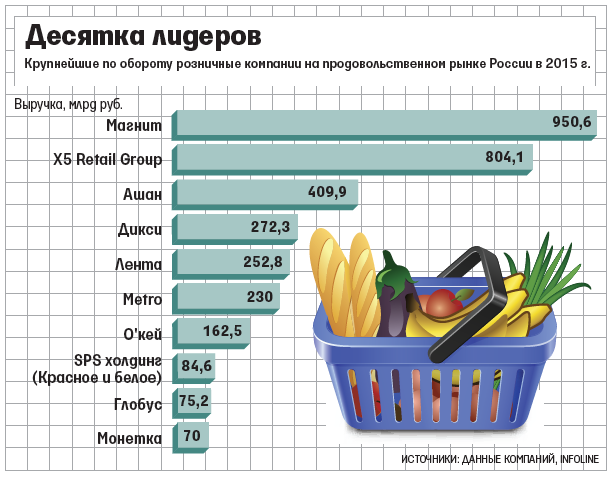 Десятка лидеров
Крупнейшие по обороту розничные компании на продовольственном рынке России в 2015 г.
Выручка, млрд руб.
Магнит 950,6
X5 Retail Group 804,1
Ашан 409,9
Дикси 272,3
Лента 252,8
Metro 230
О'кей 162,5
SPS холдинг
(Красное и белое) 84,6
Глобус 75,2
Монетка 70
ИСТОЧНИКИ: ДАННЫЕ КОМПАНИЙ, INFOLINE